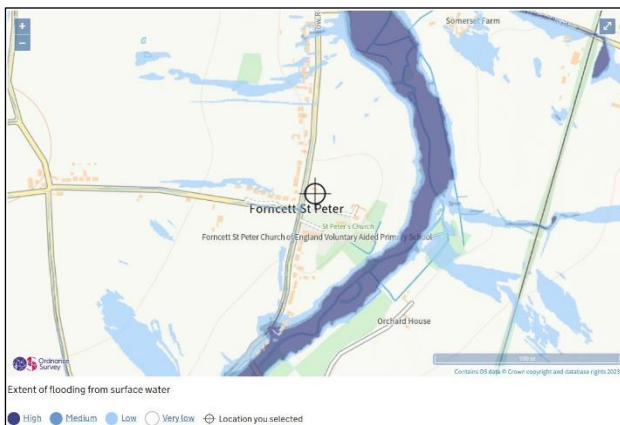 Low Ro
Somerset Farm
+
−
Forncett St Peter
St Peter's Church
Forncett St Peter Church of England Voluntary Aided Primary School
Orchard House
Ordnance
Survey
Contains OS data © Crown copyright and database rights 2023
Extent of flooding from surface water
High Medium Low Very low Location you selected